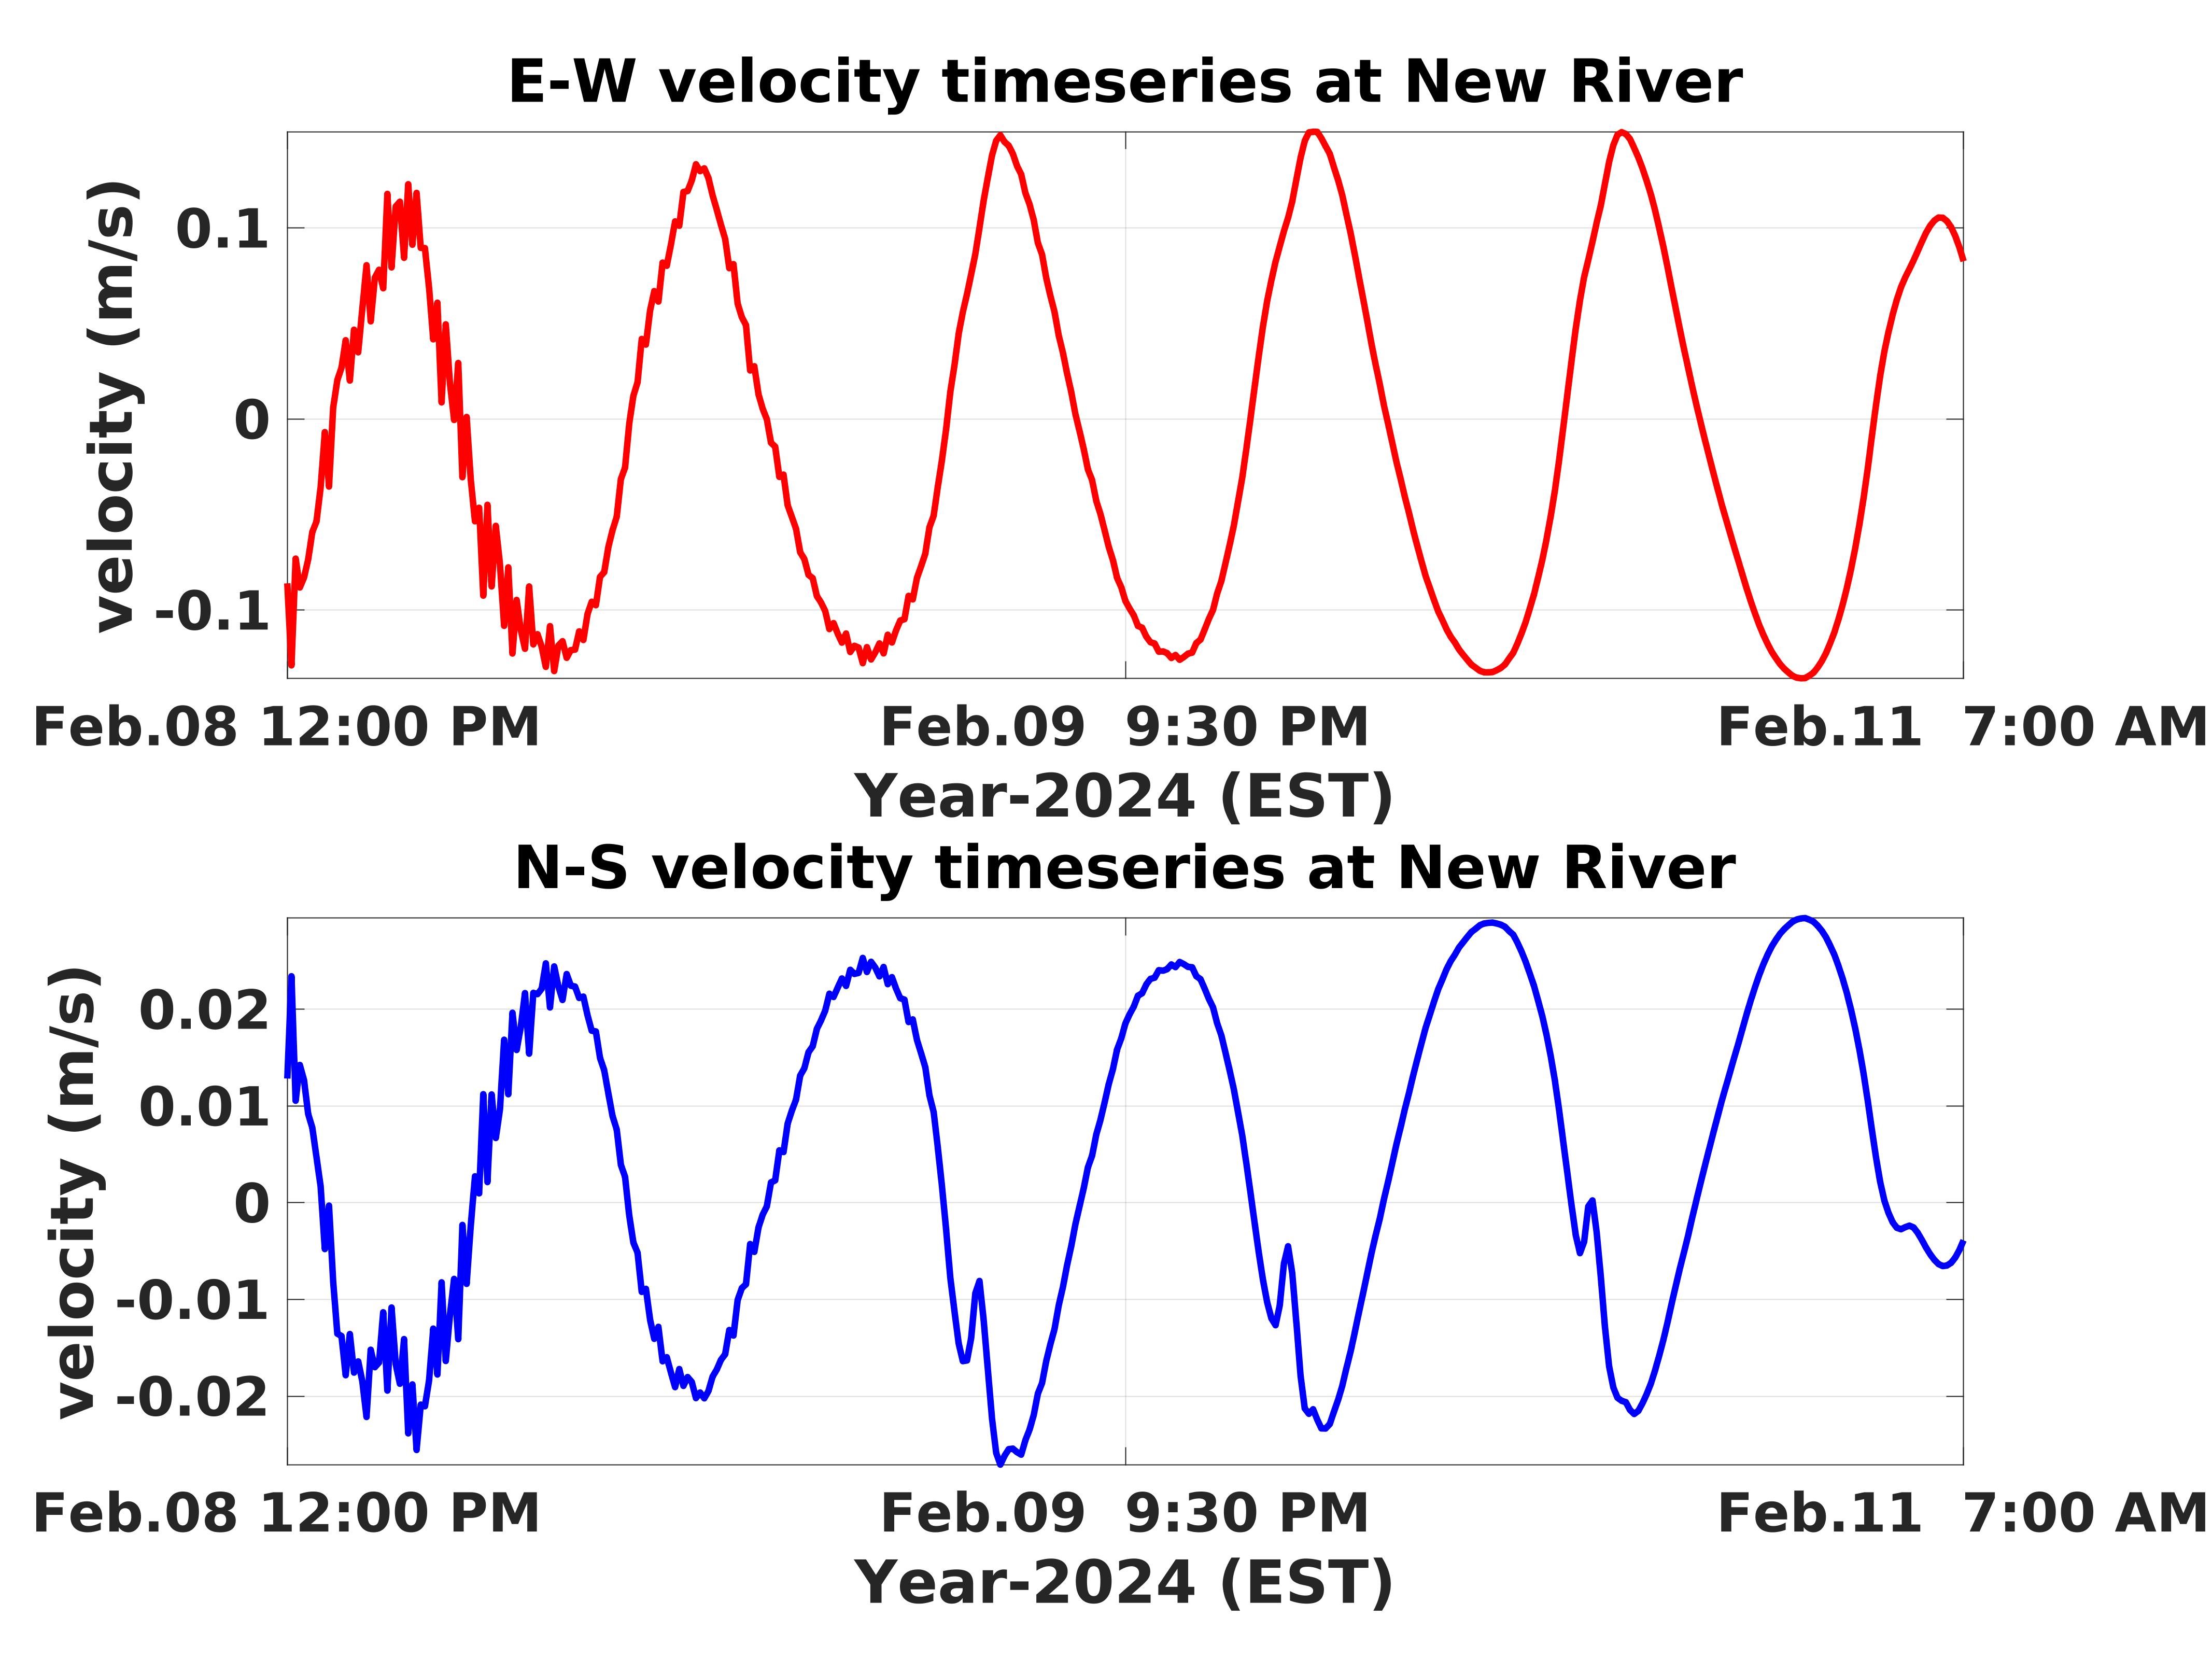 E-W velocity timeseries at New River
velocity (m/s)
0.1
0
-0.1
Feb.08 12:00 PM
Feb.09  9:30 PM
Feb.11  7:00 AM
Year-2024 (EST)
N-S velocity timeseries at New River
velocity (m/s)
0.02
0.01
0
-0.01
-0.02
Feb.08 12:00 PM
Feb.09  9:30 PM
Feb.11  7:00 AM
Year-2024 (EST)